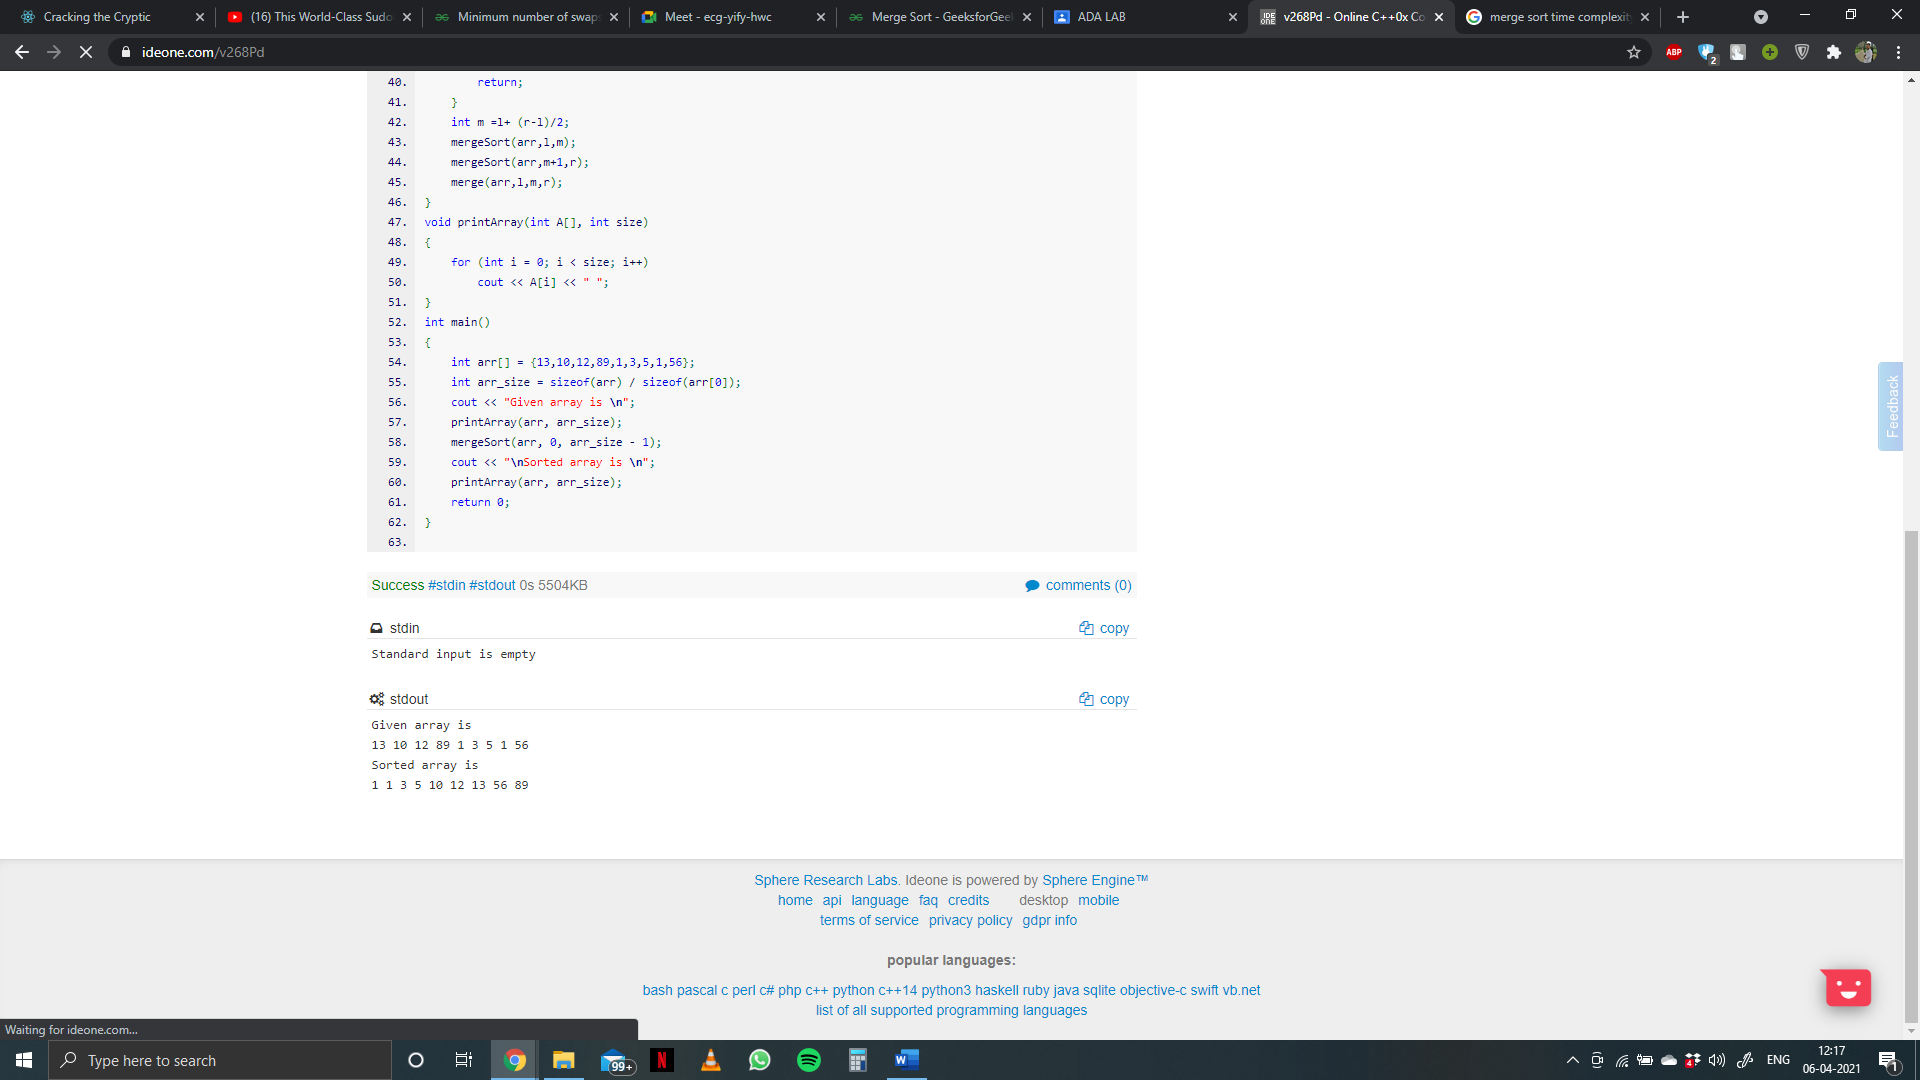 Cracking the Cryptic
(16) This World-Class Sudo
Minimum number of swap
Meet - ecg-yify-hwc
Merge Sort - GeeksforGee
ADA LAB
v268Pd - Online C++0x Co
merge sort time complexit
ideone.com/v268Pd
ABP
2
40. return;
41. }
42. int m =l+ (r-l)/2;
43. mergeSort(arr,l,m);
44. mergeSort(arr,m+1,r);
45. merge(arr,l,m,r);
46. }
47. void printArray(int A[], int size)
48. {
49. for (int i = 0; i < size; i++)
50. cout << A[i] << " ";
51. }
52. int main()
53. {
54. int arr[] = {13,10,12,89,1,3,5,1,56};
55. int arr_size = sizeof(arr) / sizeof(arr[0]);
56. cout << "Given array is \n";
57. printArray(arr, arr_size);
58. mergeSort(arr, 0, arr_size - 1);
59. cout << "\nSorted array is \n";
60. printArray(arr, arr_size);
61. return 0;
62. }
63.
Feedback
Success #stdin #stdout 0s 5504KB
comments (0)
stdin
copy
Standard input is empty
stdout
copy
Given array is
13 10 12 89 1 3 5 1 56
Sorted array is
1 1 3 5 10 12 13 56 89
Sphere Research Labs. Ideone is powered by Sphere Engine™
home api language faq credits desktop mobile
terms of service privacy policy gdpr info
popular languages:
bash pascal c perl c# php c++ python c++14 python3 haskell ruby java sqlite objective-c swift vb.net
list of all supported programming languages
Waiting for ideone.com...
Type here to search
99+
ENG
12:17
06-04-2021
1